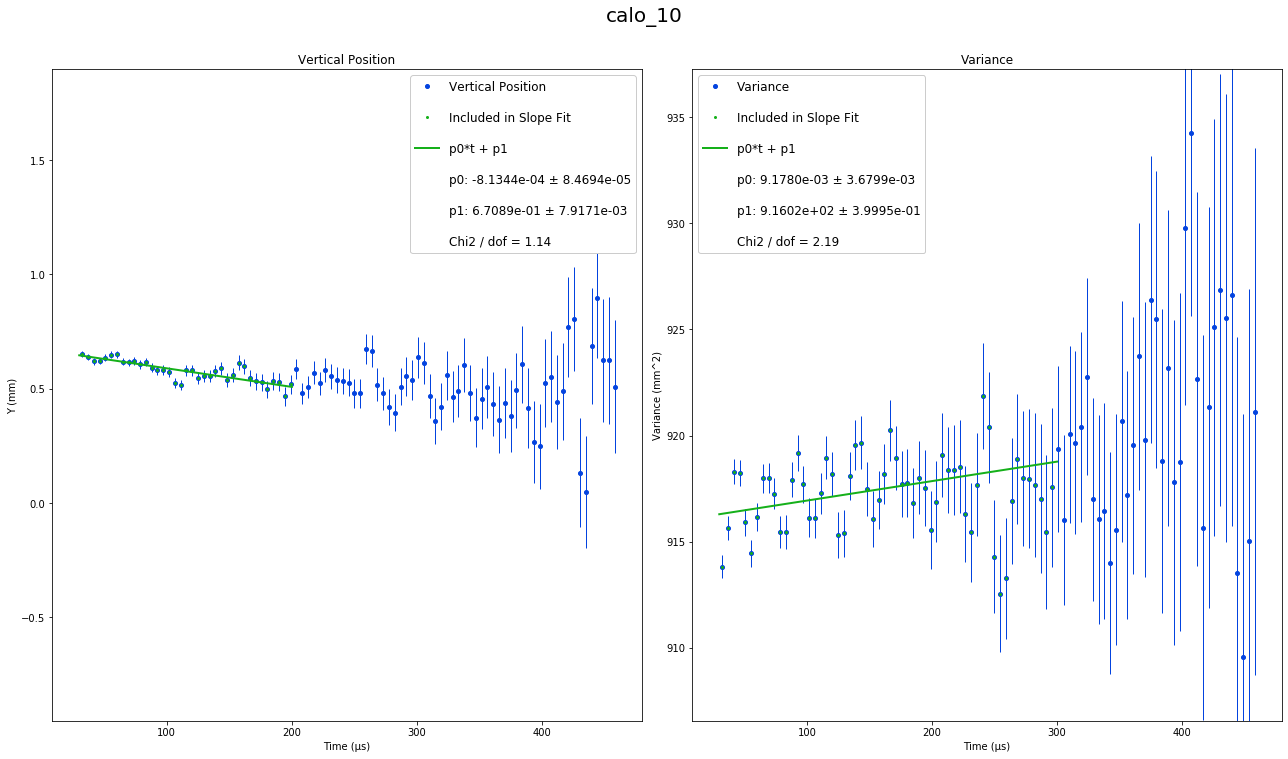 calo_10
Vertical Position
Vertical Position
Included in Slope Fit
p0*t + p1
p0: -8.1344e-04 ± 8.4694e-05
p1: 6.7089e-01 ± 7.9171e-03
Chi2 / dof = 1.14
1.5
1.0
0.5
0.0
−0.5
Y (mm)
100
200
300
400
Time (μs)
Variance
Variance
Included in Slope Fit
p0*t + p1
p0: 9.1780e-03 ± 3.6799e-03
p1: 9.1602e+02 ± 3.9995e-01
Chi2 / dof = 2.19
935
930
925
920
915
910
Variance (mm^2)
100
200
300
400
Time (μs)